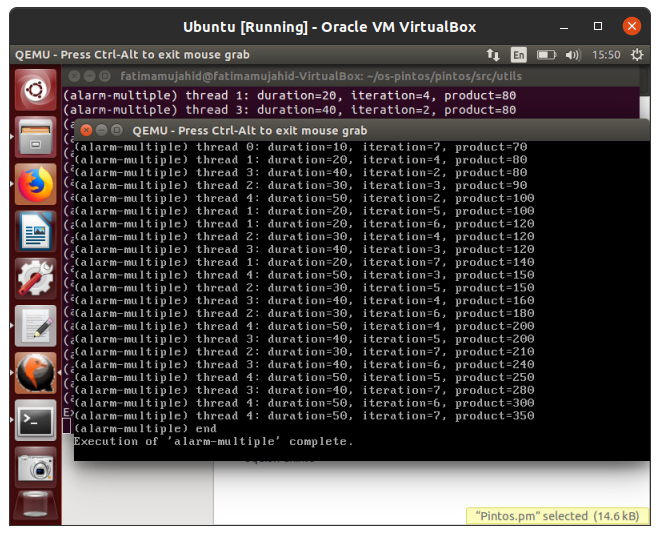 Ubuntu [Running] - Oracle VM VirtualBox
QEMU - Press Ctrl-Alt to exit mouse grab
En
15:50
fatimamujahid@fatimamujahid-VirtualBox: ~/os-pintos/pintos/src/utils
(alarm-multiple) thread 1: duration=20, iteration=4, product=80
(alarm-multiple) thread 3: duration=40, iteration=2, product=80
QEMU - Press Ctrl-Alt to exit mouse grab
(alarm-multiple) thread 0: duration=10, iteration=7, product=70
(alarm-multiple) thread 1: duration=20, iteration=4, product=80
(alarm-multiple) thread 3: duration=40, iteration=2, product=80
(alarm-multiple) thread 2: duration=30, iteration=3, product=90
(alarm-multiple) thread 4: duration=50, iteration=2, product=100
(alarm-multiple) thread 1: duration=20, iteration=5, product=100
(alarm-multiple) thread 1: duration=20, iteration=6, product=120
(alarm-multiple) thread 2: duration=30, iteration=4, product=120
(alarm-multiple) thread 3: duration=40, iteration=3, product=120
(alarm-multiple) thread 1: duration=20, iteration=7, product=140
(alarm-multiple) thread 4: duration=50, iteration=3, product=150
(alarm-multiple) thread 2: duration=30, iteration=5, product=150
(alarm-multiple) thread 3: duration=40, iteration=4, product=160
(alarm-multiple) thread 2: duration=30, iteration=6, product=180
(alarm-multiple) thread 4: duration=50, iteration=4, product=200
(alarm-multiple) thread 3: duration=40, iteration=5, product=200
(alarm-multiple) thread 2: duration=30, iteration=7, product=210
(alarm-multiple) thread 3: duration=40, iteration=6, product=240
(alarm-multiple) thread 4: duration=50, iteration=5, product=250
(alarm-multiple) thread 3: duration=40, iteration=7, product=280
(alarm-multiple) thread 4: duration=50, iteration=6, product=300
(alarm-multiple) thread 4: duration=50, iteration=7, product=350
(alarm-multiple) end
Execution of 'alarm-multiple' complete.
"Pintos.pm" selected (14.6 kB)